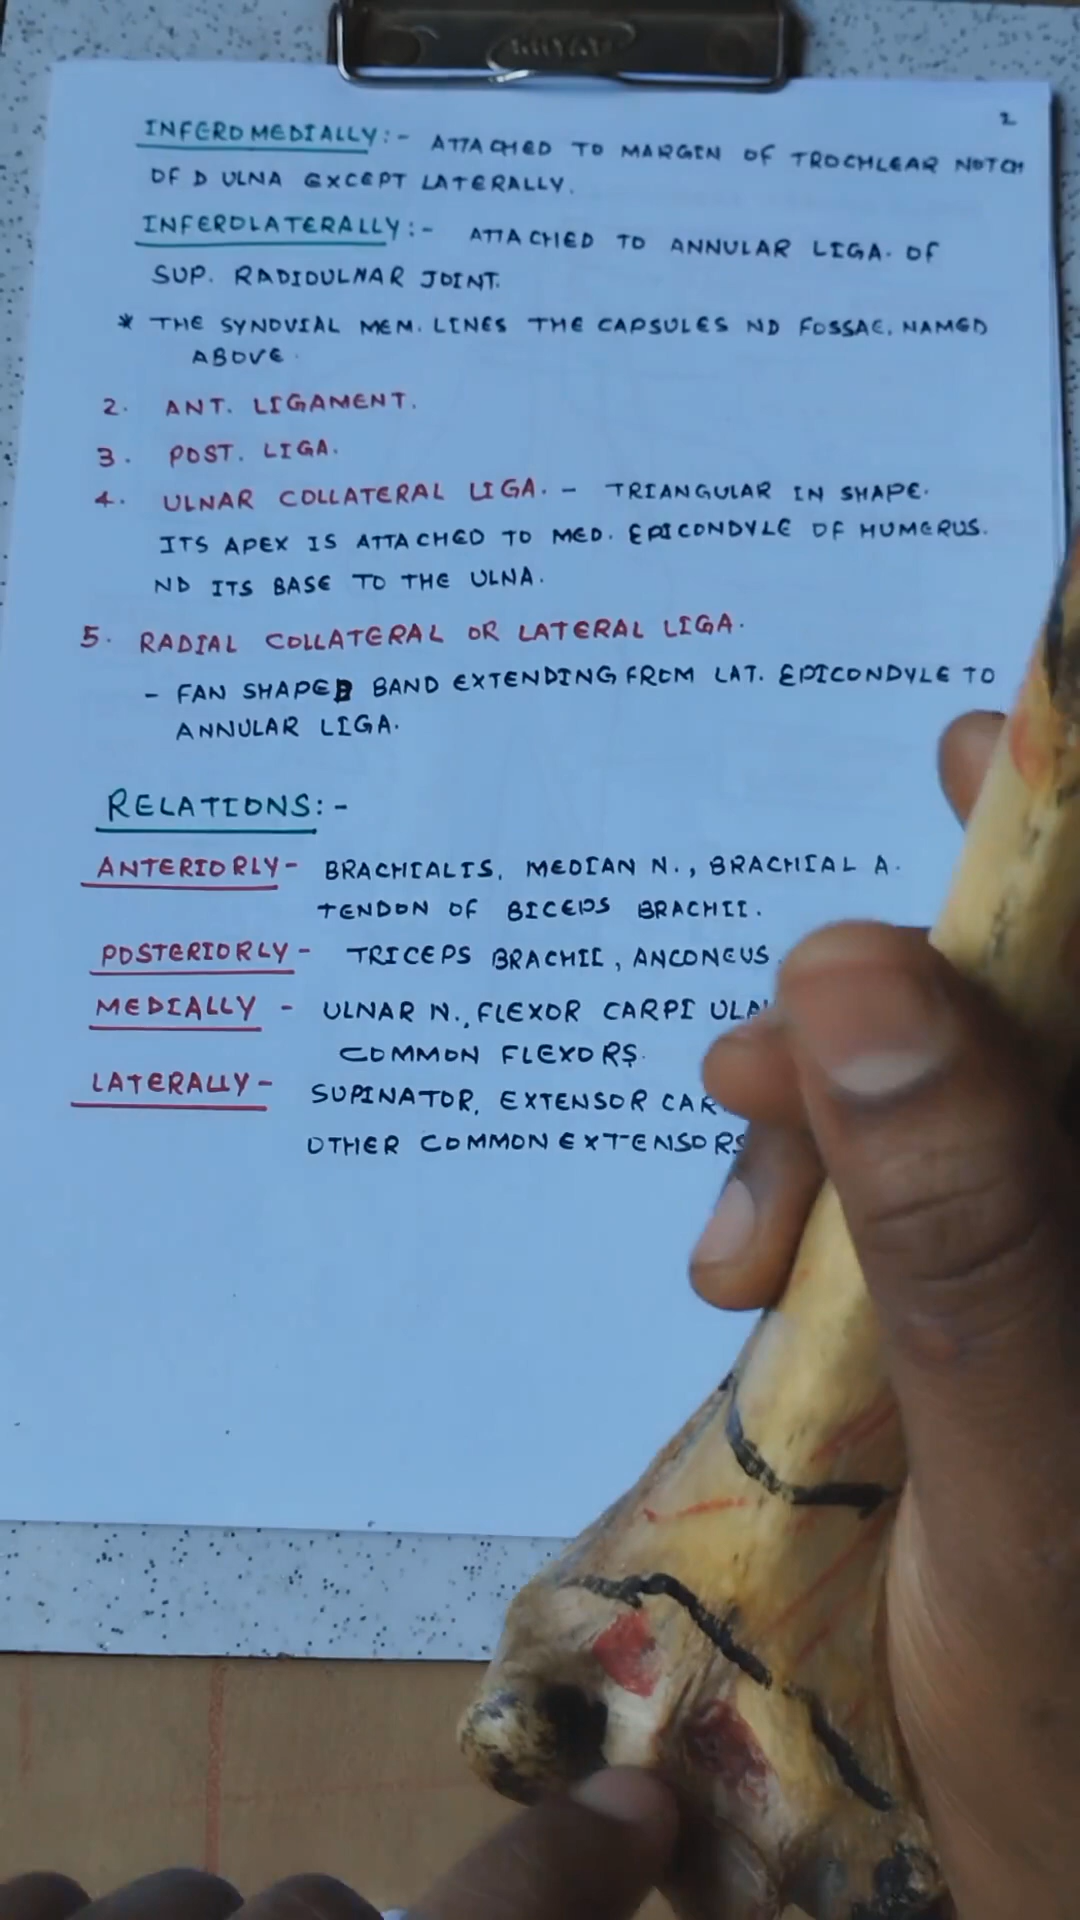 2
INFEROMEDIALLY:- ATTACHED TO MARGIN OF TROCHLEAR NOTCH
OF D ULNA EXCEPT LATERALLY.
INFEROLATERALLY:- ATTACHED TO ANNULAR LIGA. OF
SUP. RADIOULNAR JOINT.
* THE SYNOVIAL MEM. LINES THE CAPSULES ND FOSSAE, NAMED
ABOVE.
2. ANT. LIGAMENT.
3. POST. LIGA.
4. ULNAR COLLATERAL LIGA. - TRIANGULAR IN SHAPE.
ITS APEX IS ATTACHED TO MED. EPICONDYLE OF HUMERUS.
ND ITS BASE TO THE ULNA.
5. RADIAL COLLATERAL OR LATERAL LIGA.
- FAN SHAPED BAND EXTENDING FROM LAT. EPICONDYLE TO
ANNULAR LIGA.
RELATIONS:-
ANTERIORLY- BRACHIALIS, MEDIAN N., BRACHIAL A.
TENDON OF BICEPS BRACHII.
POSTERIORLY- TRICEPS BRACHII, ANCONEUS
MEDIALLY - ULNAR N., FLEXOR CARPI
COMMON FLEXORS.
LATERALLY- SUPINATOR, EXTENSOR
OTHER COMMON EXTENSORS